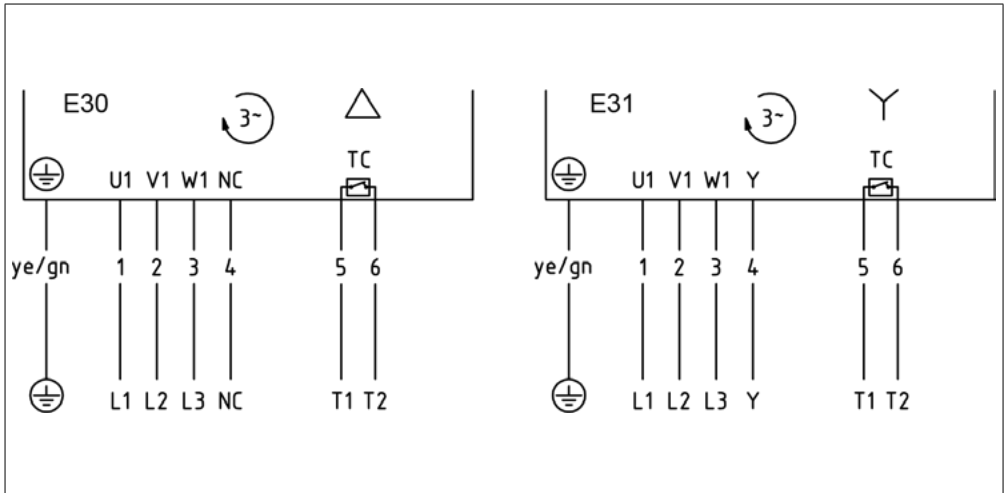 E30 3~ E31 3~
TC TC
U1 V1 W1 NC U1 V1 W1 Y
ye/gn 1 2 3 4 5 6 ye/gn 1 2 3 4 5 6
L1 L2 L3 NC T1 T2 L1 L2 L3 Y T1 T2